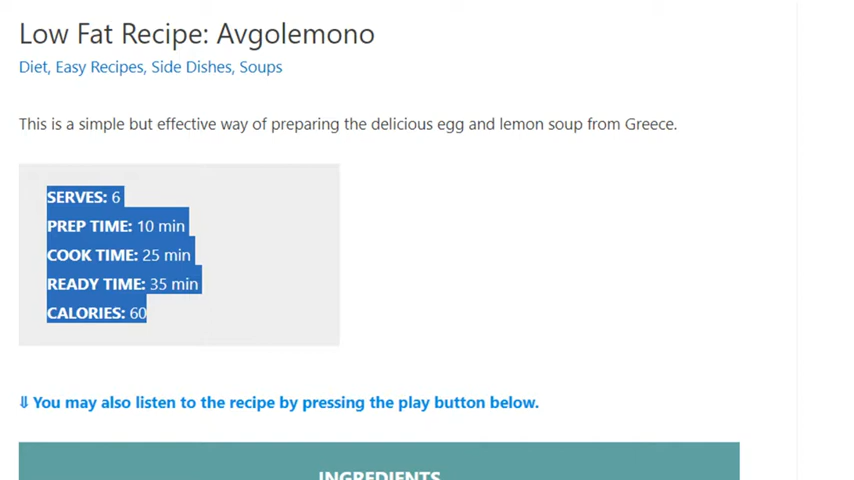 Low Fat Recipe: Avgolemono
Diet, Easy Recipes, Side Dishes, Soups
This is a simple but effective way of preparing the delicious egg and lemon soup from Greece.
SERVES: 6
PREP TIME: 10 min
COOK TIME: 25 min
READY TIME: 35 min
CALORIES: 60
⇓ You may also listen to the recipe by pressing the play button below.
INGREDIENTS